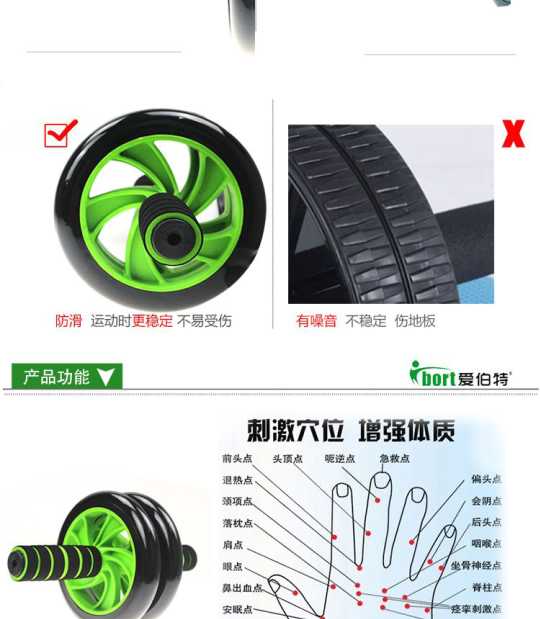 防滑 运动时更稳定 不易受伤
有噪音 不稳定 伤地板
产品功能
bort爱伯特
刺激穴位 增强体质
前头点 头顶点 呃逆点 急救点
退热点
偏头点
颈项点
会阴点
落枕点
后头点
肩点
咽喉点
眼点
坐骨神经点
鼻出血点
脊柱点
安眠点
痉挛刺激点